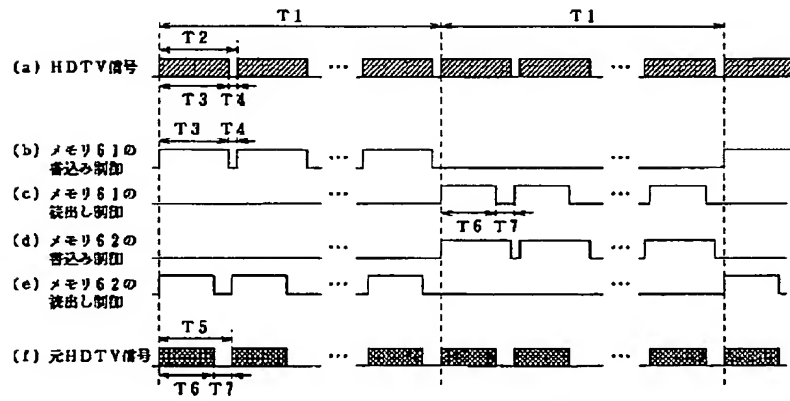 T1 T1
T2
(a) HDTV信号 ... ...
T3 T4
T3 T4
(b) メモリ61の ... ...
書込み制御
(c) メモリ61の ... ...
読出し制御
T6 T7
(d) メモリ62の ... ...
書込み制御
(e) メモリ62の ... ...
読出し制御
T5
(f) 元HDTV信号 ... ...
T6 T7